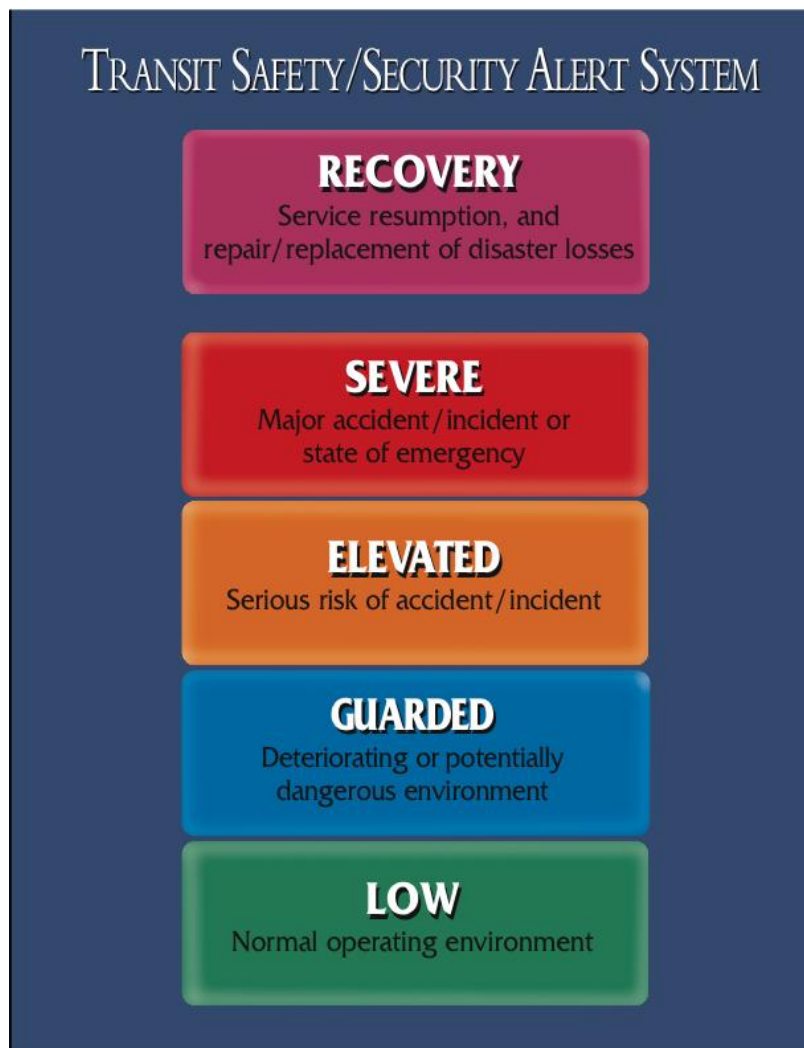 TRANSIT SAFETY/SECURITY ALERT SYSTEM
RECOVERY
Service resumption, and
repair/replacement of disaster losses
SEVERE
Major accident/incident or
state of emergency
ELEVATED
Serious risk of accident/incident
GUARDED
Deteriorating or potentially
dangerous environment
LOW
Normal operating environment